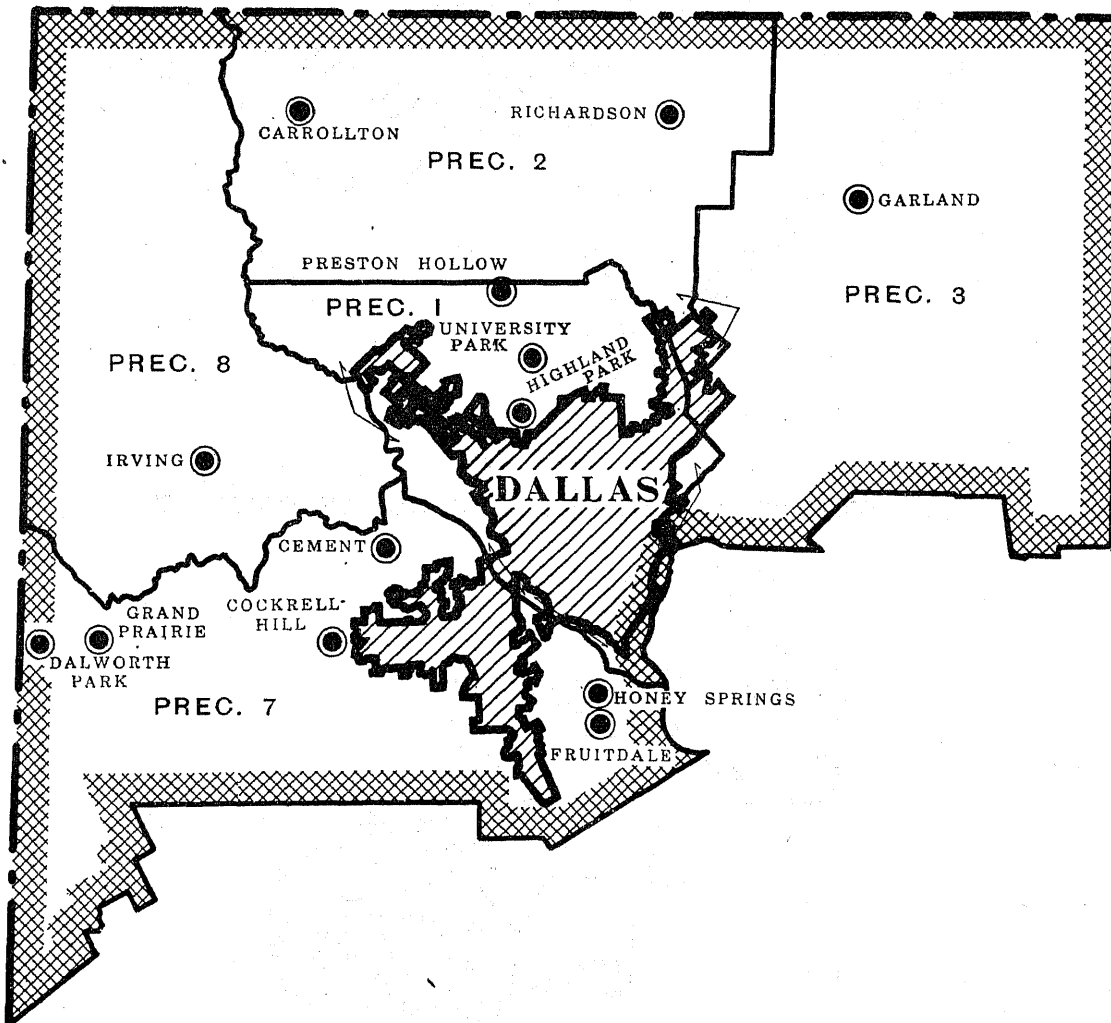 CARROLLTON
RICHARDSON
PREC. 2
GARLAND
PRESTON HOLLOW
PREC. 1
PREC. 3
UNIVERSITY
PARK
HIGHLAND
PARK
PREC. 8
IRVING
DALLAS
CEMENT
COCKRELL-
HILL
GRAND
PRAIRIE
DALWORTH
PARK
PREC. 7
HONEY SPRINGS
FRUITDALE